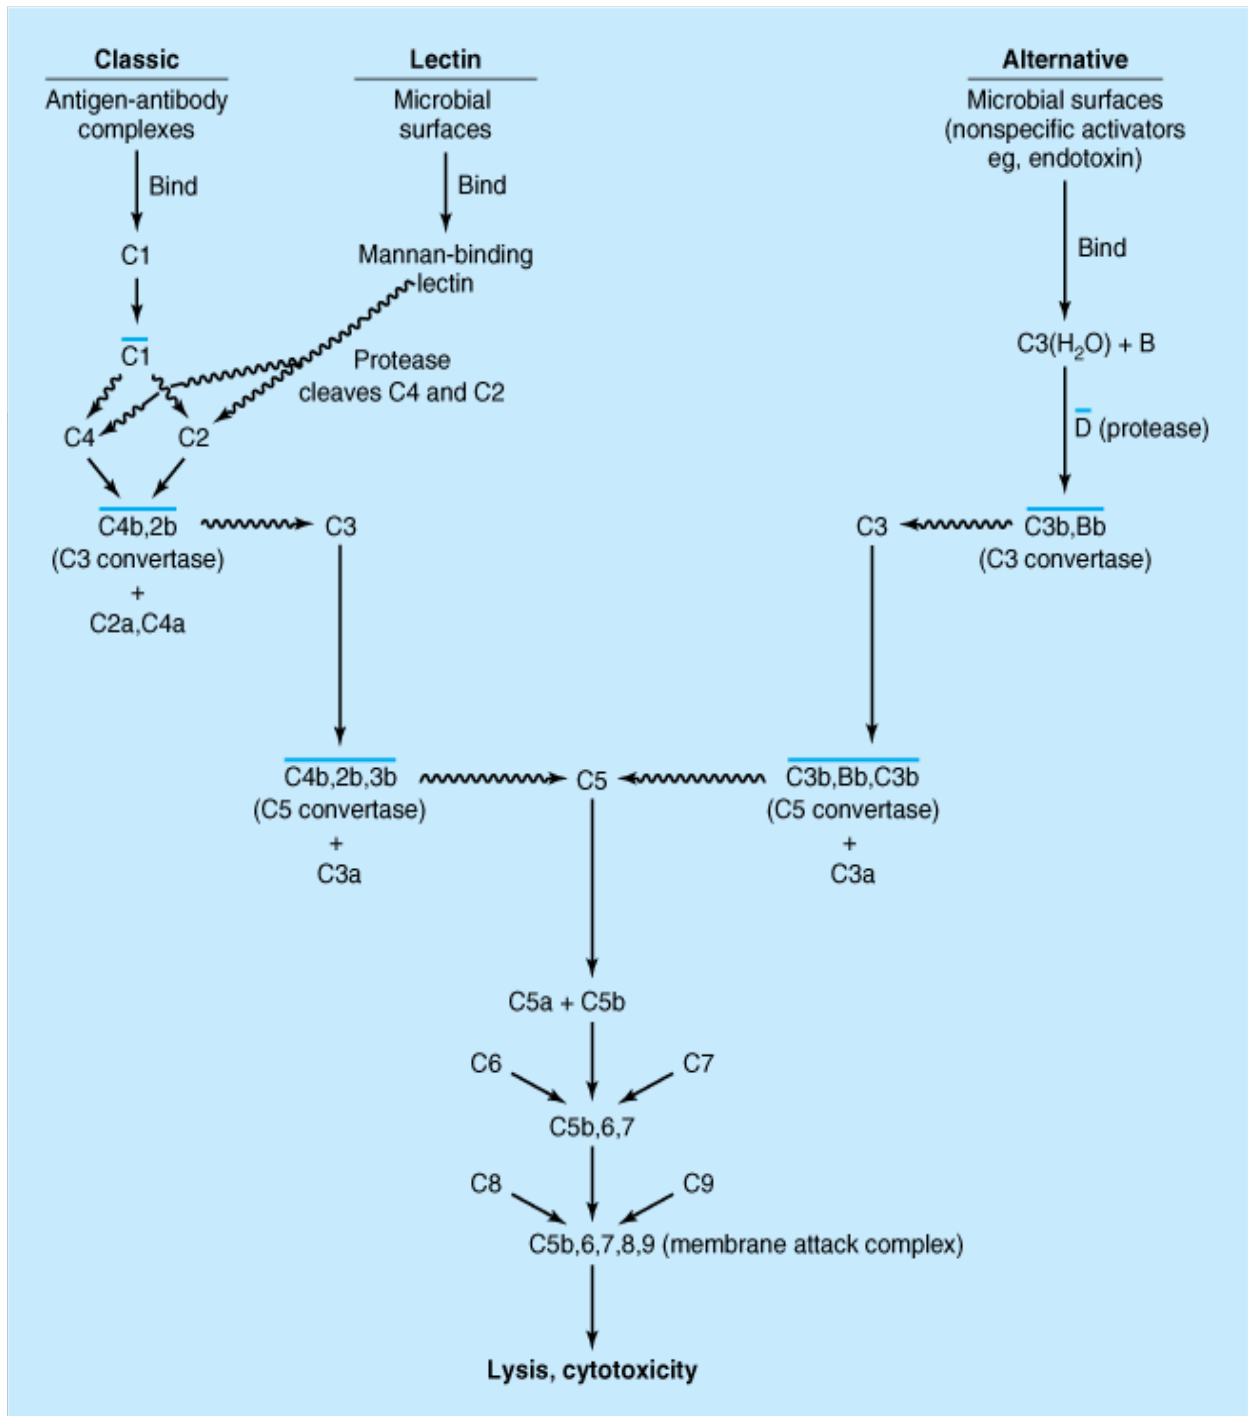 Classic
Antigen-antibody
complexes
Bind
C1
C1
C4
C2
C4b,2b
(C3 convertase)
+
C2a,C4a
Lectin
Microbial
surfaces
Bind
Mannan-binding
lectin
Protease
cleaves C4 and C2
C3
C4b,2b,3b
(C5 convertase)
+
C3a
Alternative
Microbial surfaces
(nonspecific activators
eg, endotoxin)
Bind
C3(H₂O) + B
D (protease)
C3b,Bb
(C3 convertase)
C3
C3b,Bb,C3b
(C5 convertase)
+
C3a
C5
C5a + C5b
C6
C7
C5b,6,7
C8
C9
C5b,6,7,8,9 (membrane attack complex)
Lysis, cytotoxicity